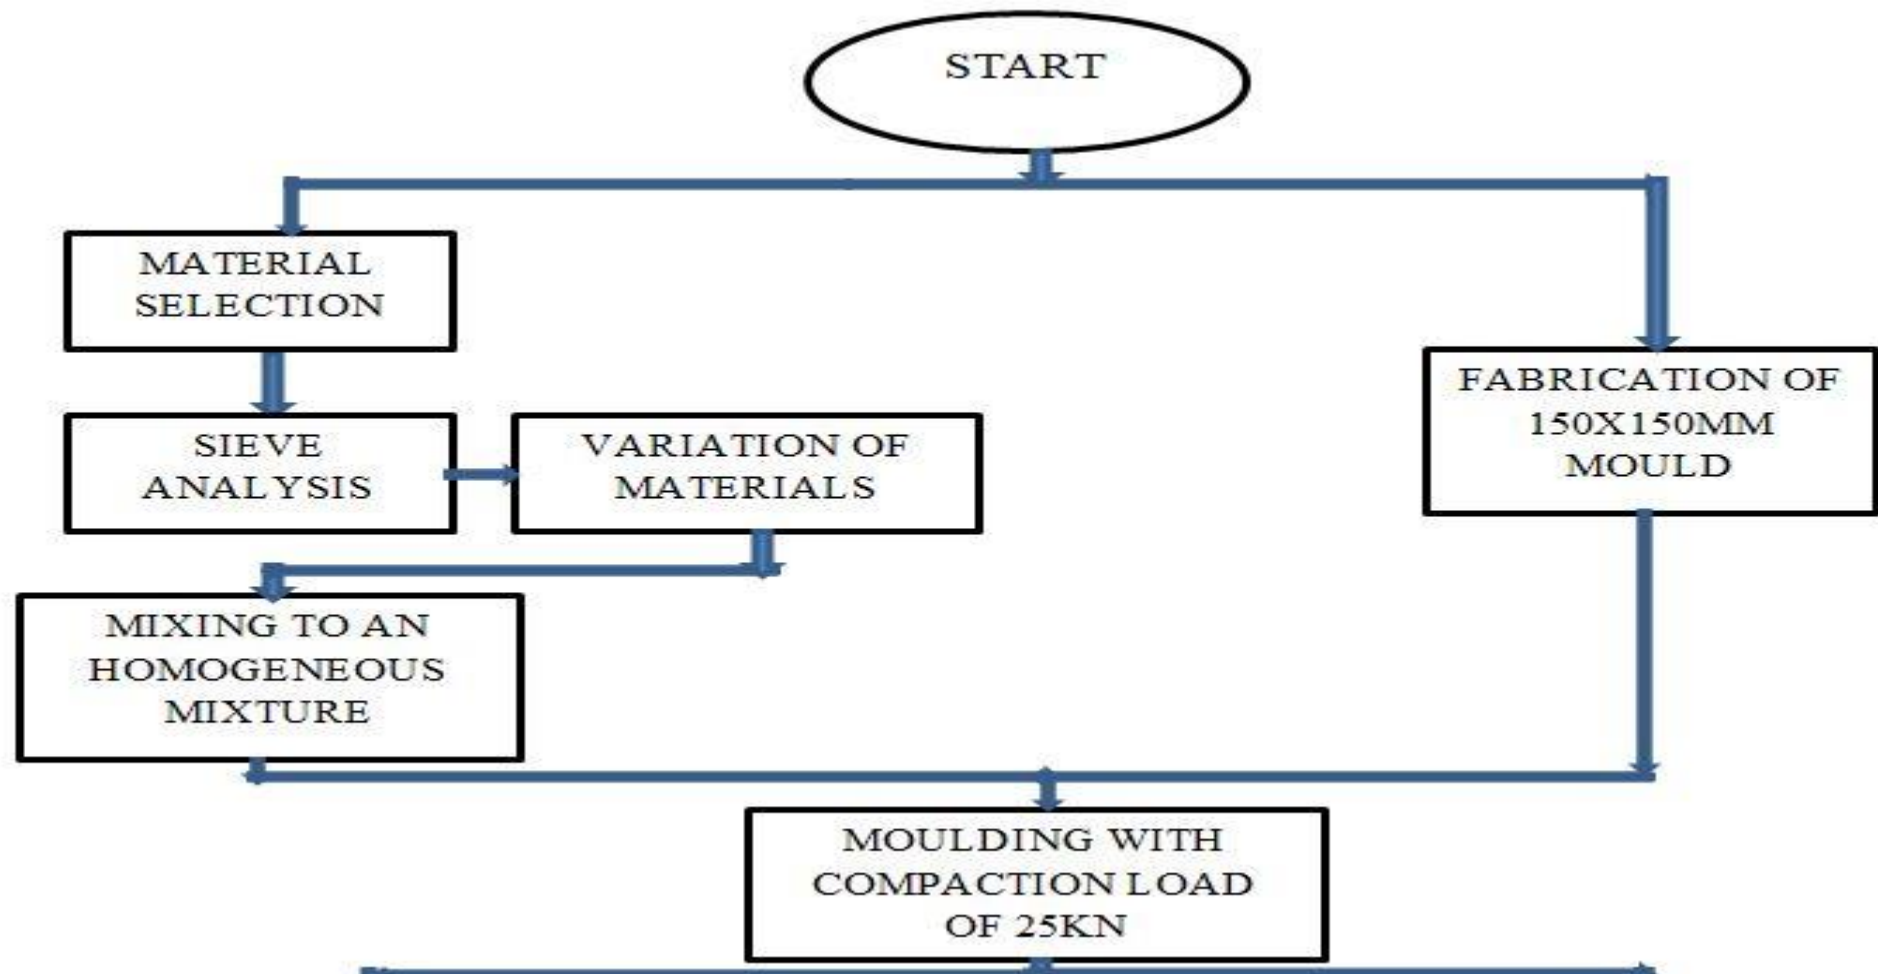 START
MATERIAL
SELECTION
SIEVE
ANALYSIS
VARIATION OF
MATERIALS
FABRICATION OF
150X150MM
MOULD
MIXING TO AN
HOMOGENEOUS
MIXTURE
MOULDING WITH
COMPACTION LOAD
OF 25KN